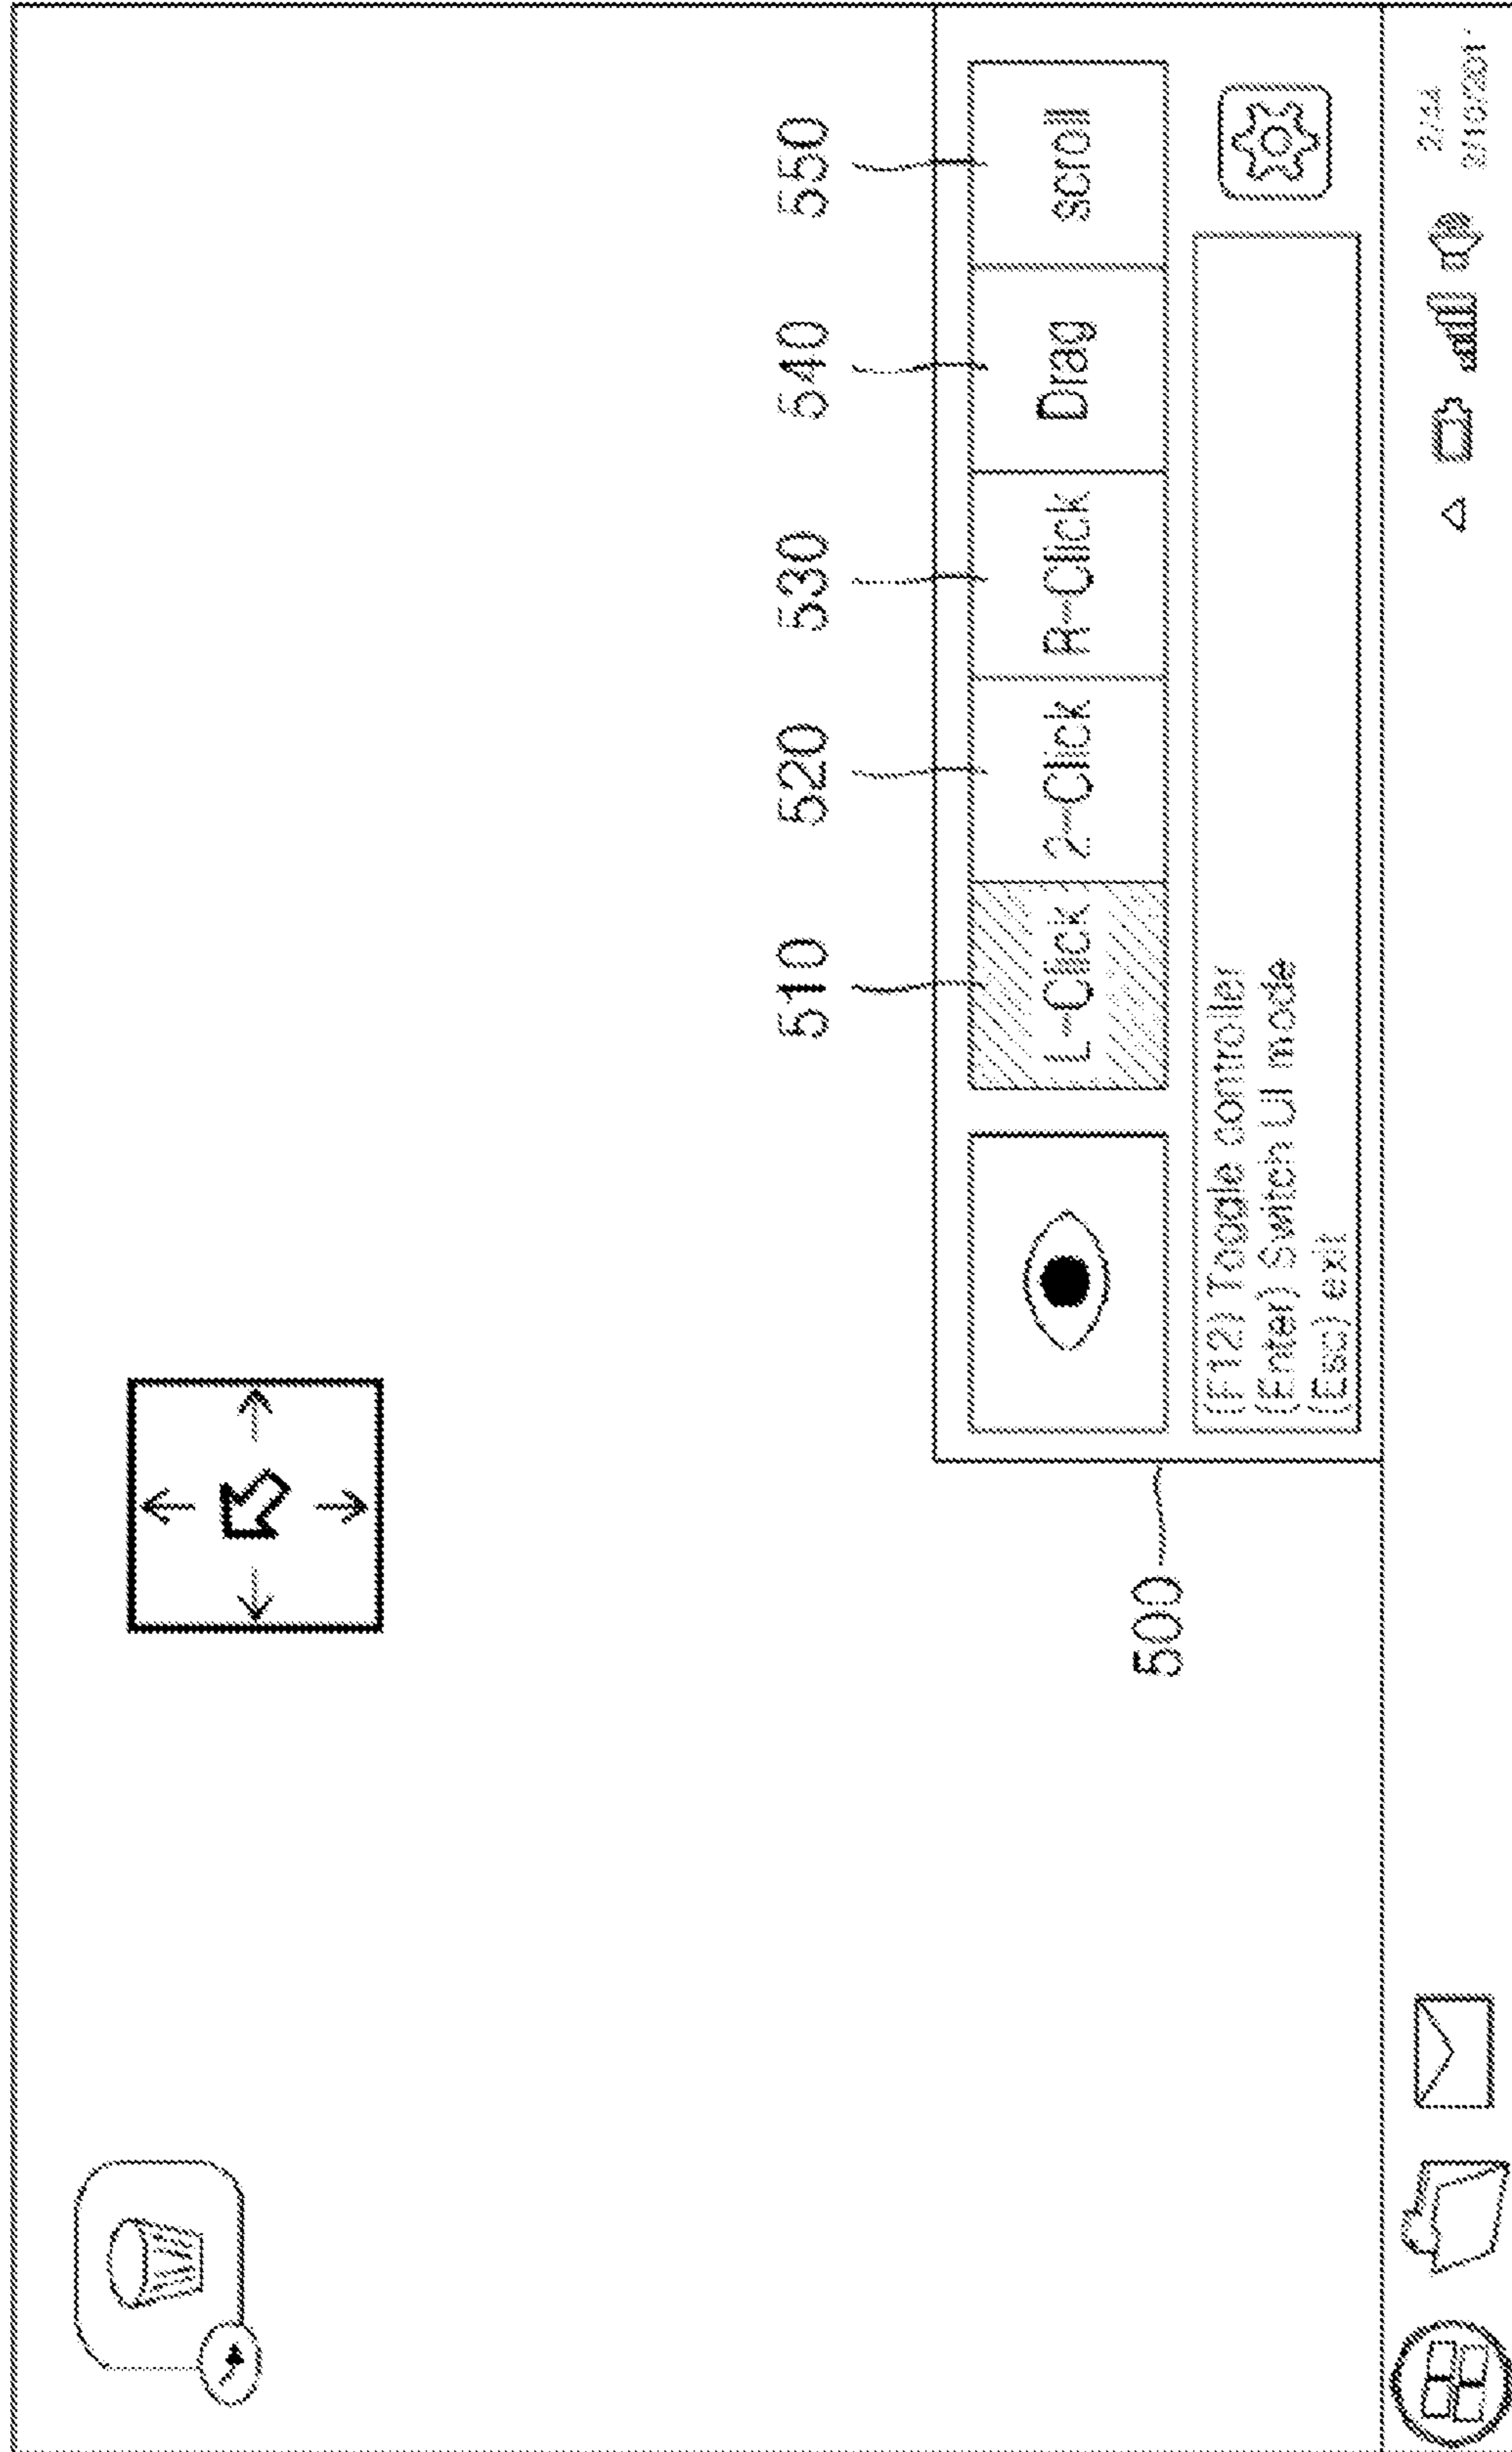 510 520 530 540 550
L-Click 2-Click R-Click Drag scroll
500
(F12) Toggle controller
(Enter) Switch UI mode
(Esc) exit